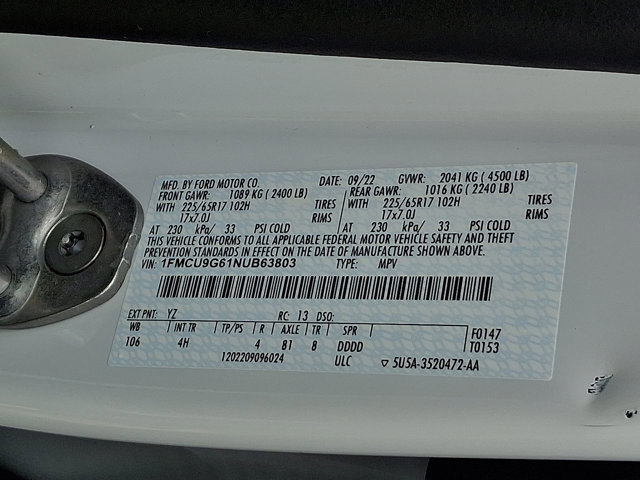 MFD. BY FORD MOTOR CO. DATE: 09/22 GVWR: 2041 KG ( 4500 LB)
FRONT GAWR: 1089 KG ( 2400 LB) REAR GAWR: 1016 KG ( 2240 LB)
WITH 225/65R17 102H TIRES WITH 225/65R17 102H TIRES
17x7.0J RIMS 17x7.0J RIMS
AT 230 kPa/ 33 PSI COLD AT 230 kPa/ 33 PSI COLD
THIS VEHICLE CONFORMS TO ALL APPLICABLE FEDERAL MOTOR VEHICLE SAFETY AND THEFT
PREVENTION STANDARDS IN EFFECT ON THE DATE OF MANUFACTURE SHOWN ABOVE.
VIN: 1FMCU9G61NUB63803 TYPE: MPV
EXT PNT: YZ RC: 13 DSO:
WB INT TR TP/PS R AXLE TR SPR F0147
106 4H 4 81 8 DDDD T0153
1202209096024 ULC ▽ 5U5A-3520472-AA